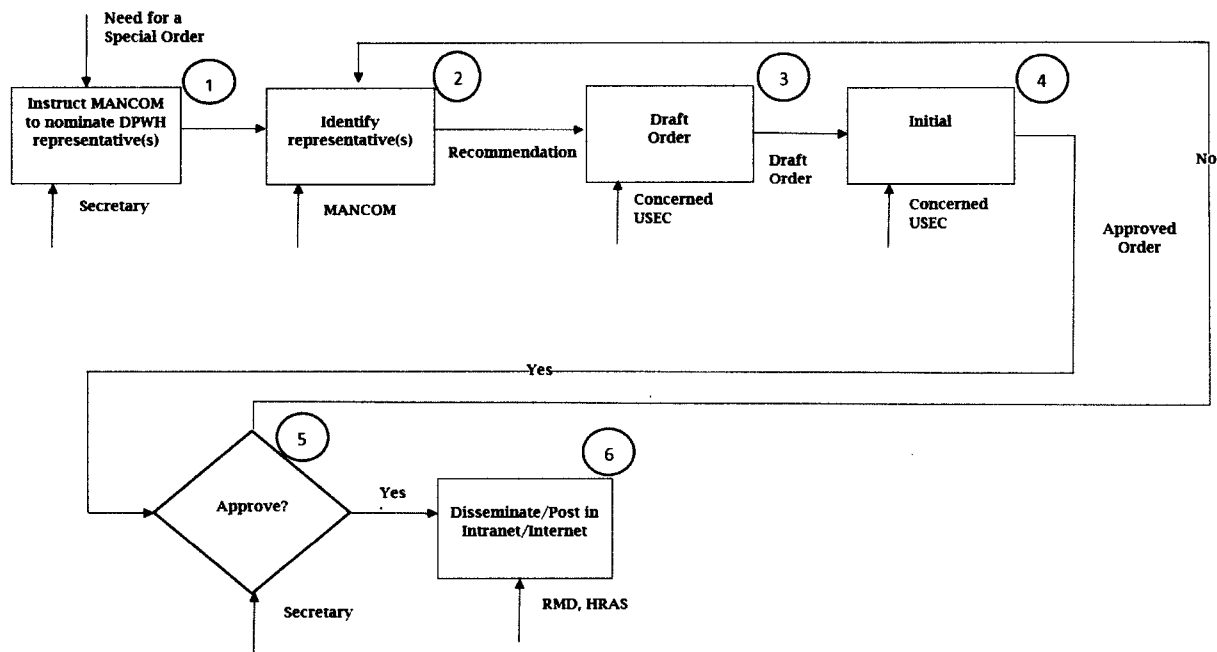 Need for a
Special Order
1
Instruct MANCOM
to nominate DPWH
representative(s)
Secretary
2
Identify
representative(s)
MANCOM
Recommendation
3
Draft
Order
Concerned
USEC
Draft
Order
4
Initial
Concerned
USEC
No
Approved
Order
Yes
5
Approve?
Secretary
Yes
6
Disseminate/Post in
Intranet/Internet
RMD, HRAS